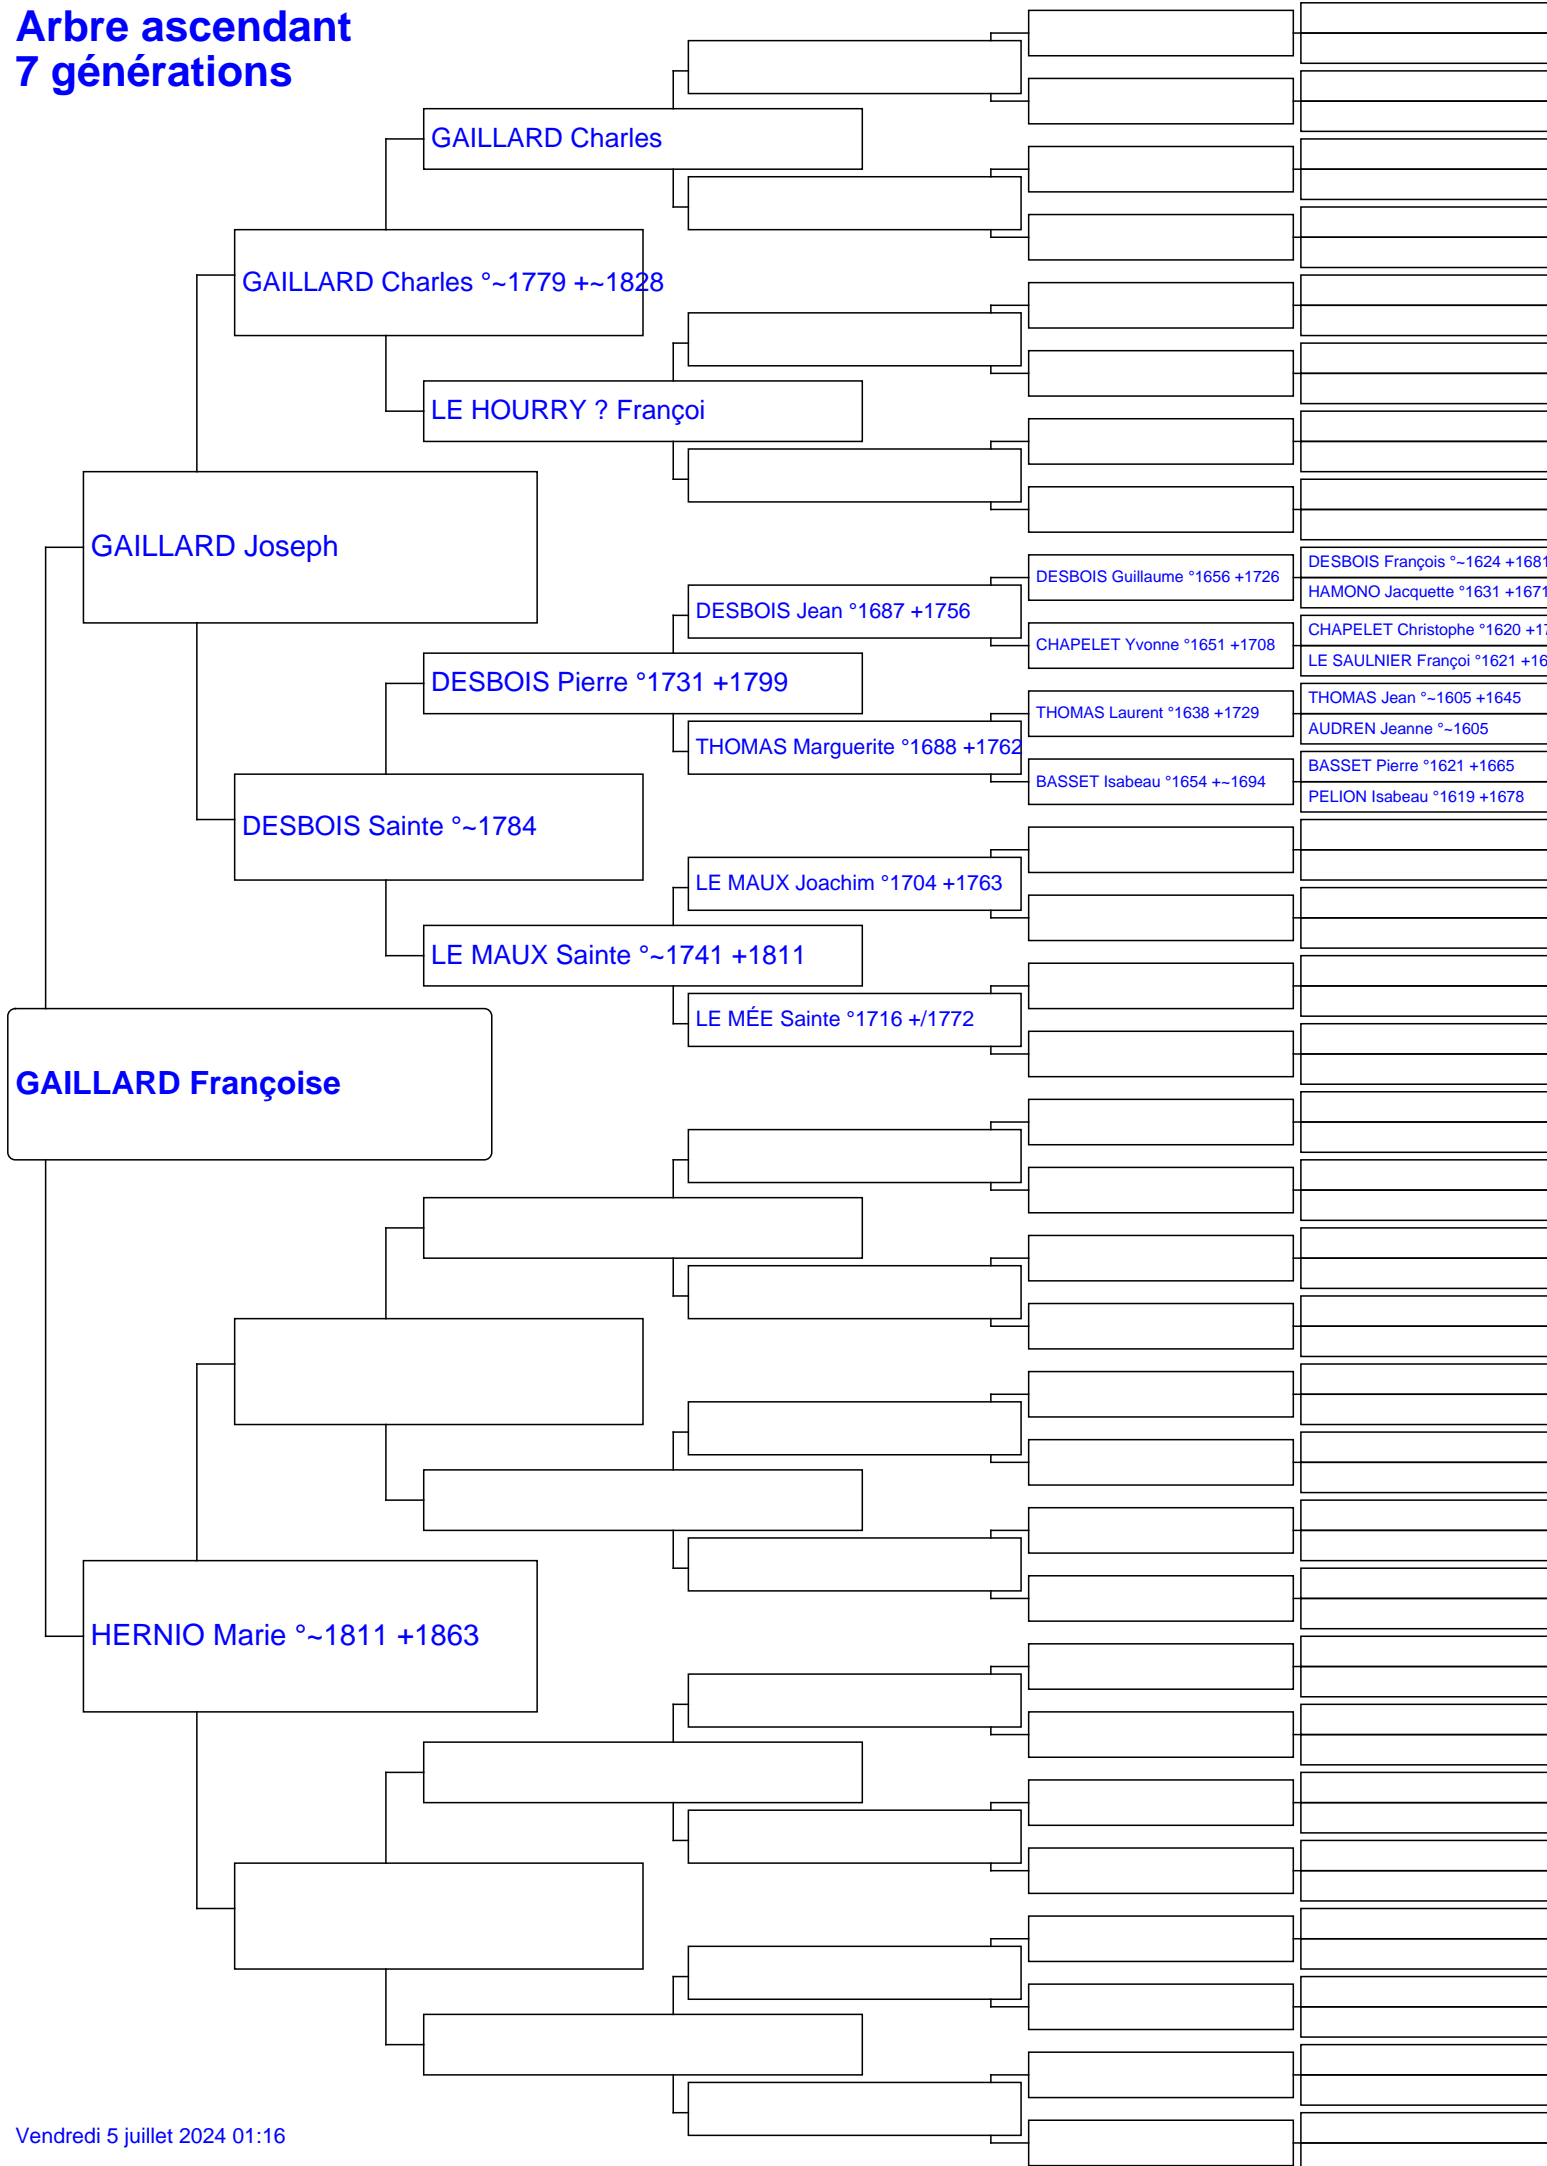 Arbre ascendant
7 générations
GAILLARD Charles
GAILLARD Charles °~1779 +~1828
LE HOURRY ? Françoi
GAILLARD Joseph
DESBOIS Guillaume °1656 +1726
DESBOIS François °~1624 +1681
HAMONO Jacquette °1631 +1671
DESBOIS Jean °1687 +1756
CHAPELET Yvonne °1651 +1708
CHAPELET Christophe °1620 +17
LE SAULNIER Françoi °1621 +16
DESBOIS Pierre °1731 +1799
THOMAS Laurent °1638 +1729
THOMAS Jean °~1605 +1645
AUDREN Jeanne °~1605
THOMAS Marguerite °1688 +1762
BASSET Isabeau °1654 +~1694
BASSET Pierre °1621 +1665
PELION Isabeau °1619 +1678
DESBOIS Sainte °~1784
LE MAUX Joachim °1704 +1763
LE MAUX Sainte °~1741 +1811
LE MÉE Sainte °1716 +/1772
GAILLARD Françoise
HERNIO Marie °~1811 +1863
Vendredi 5 juillet 2024 01:16